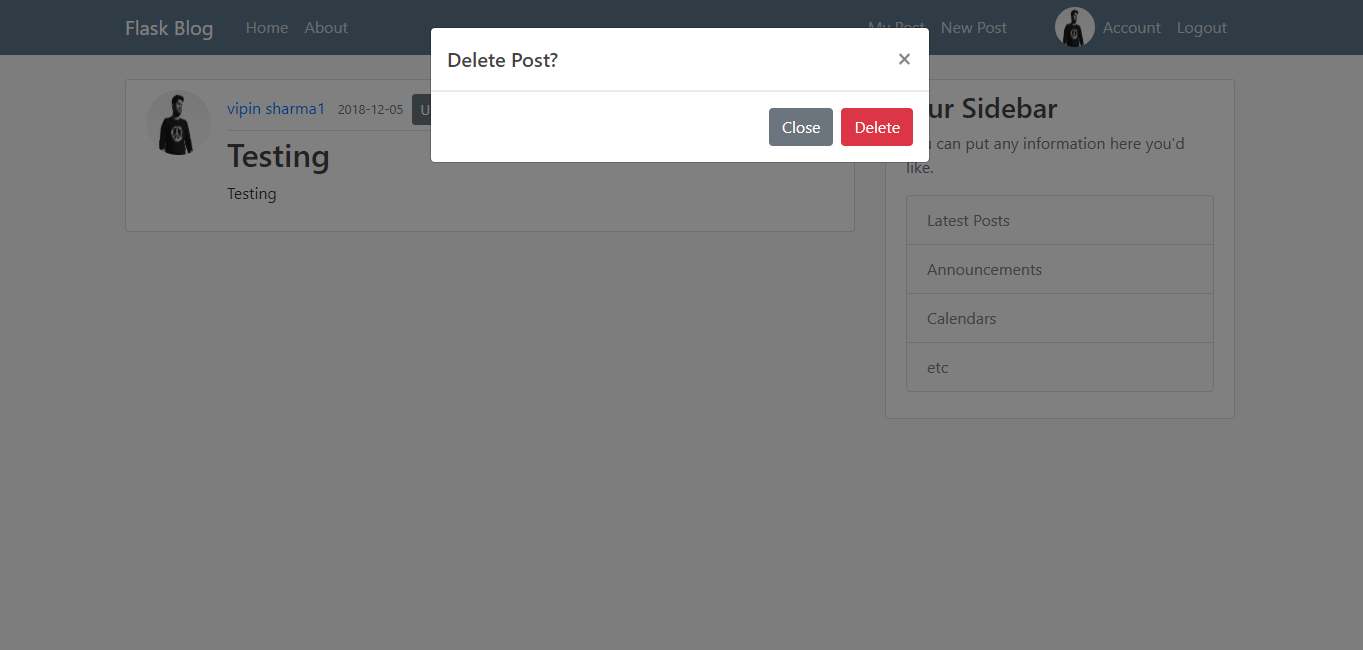 Flask Blog Home About My Post New Post Account Logout
Delete Post? ×
Close Delete
vipin sharma1 2018-12-05 U
Testing
Testing
ur Sidebar
can put any information here you'd
like.
Latest Posts
Announcements
Calendars
etc